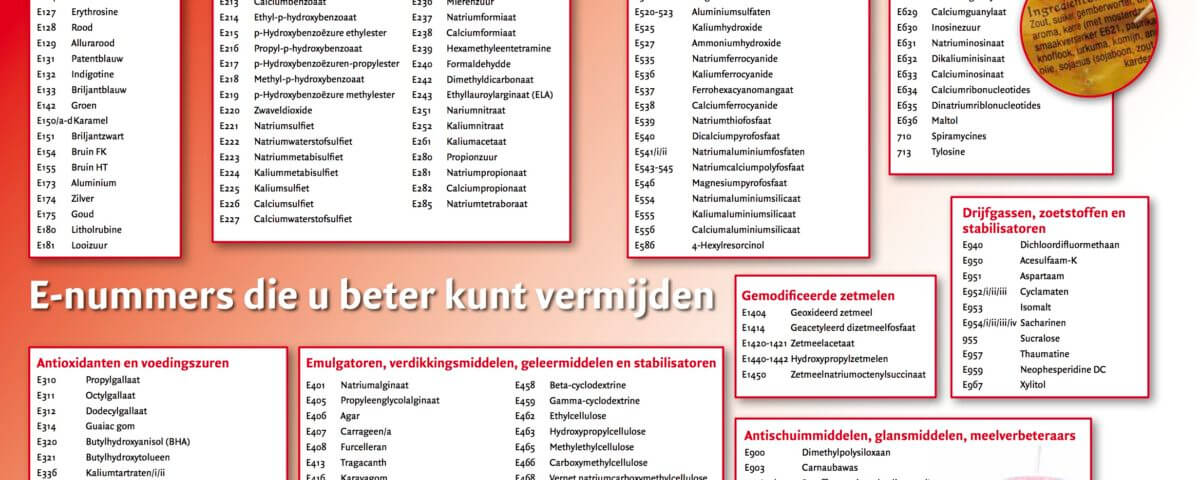 E127 Erythrosine
E128 Rood
E129 Allurarood
E131 Patentblauw
E132 Indigotine
E133 Briljantblauw
E142 Groen
E150/a-d Karamel
E151 Briljantzwart
E154 Bruin FK
E155 Bruin HT
E173 Aluminium
E174 Zilver
E175 Goud
E180 Litholrubine
E181 Looizuur
E213 Calciumbenzoaat
E214 Ethyl-p-hydroxybenzoaat
E215 p-Hydroxybenzoëzure ethylester
E216 Propyl-p-hydroxybenzoaat
E217 p-Hydroxybenzoëzuren-propylester
E218 Methyl-p-hydroxybenzoaat
E219 p-Hydroxybenzoëzure methylester
E220 Zwaveldioxide
E221 Natriumsulfiet
E222 Natriumwaterstofsulfiet
E223 Natriummetabisulfiet
E224 Kaliummetabisulfiet
E225 Kaliumsulfiet
E226 Calciumsulfiet
E227 Calciumwaterstofsulfiet
E230 Mierenzuur
E237 Natriumformiaat
E238 Calciumformiaat
E239 Hexamethyleentetramine
E240 Formaldehydde
E242 Dimethyldicarbonaat
E243 Ethyllauroylarginaat (ELA)
E251 Nariumnitraat
E252 Kaliumnitraat
E261 Kaliumacetaat
E280 Propionzuur
E281 Natriumpropionaat
E282 Calciumpropionaat
E285 Natriumtetraboraat
E520-523 Aluminiumsulfaten
E525 Kaliumhydroxide
E527 Ammoniumhydroxide
E535 Natriumferrocyanide
E536 Kaliumferrocyanide
E537 Ferrohexacyanomangaat
E538 Calciumferrocyanide
E539 Natriumthiofosfaat
E540 Dicalciumpyrofosfaat
E541/i/ii Natriumaluminiumfosfaten
E543-545 Natriumcalciumpolyfosfaat
E546 Magnesiumpyrofosfaat
E554 Natriumaluminiumsilicaat
E555 Kaliumaluminiumsilicaat
E556 Calciumaluminiumsilicaat
E586 4-Hexylresorcinol
E629 Calciumguanylaat
E630 Inosinezuur
E631 Natriuminosinaat
E632 Dikaliuminisinaat
E633 Calciuminosinaat
E634 Calciumribonucleotides
E635 Dinatriumriblonucleotides
E636 Maltol
710 Spiramycines
713 Tylosine
Ingrediënten
Zout, suiker, gemberwortel,
aroma, kerrie (met mosterd
smaakversterker E621, paprika
knoflook, kurkuma, komijn,
olie, sojasaus (sojaboon, zout
karde
E-nummers die u beter kunt vermijden
Drijfgassen, zoetstoffen en
stabilisatoren
E940 Dichloordifluormethaan
E950 Acesulfaam-K
E951 Aspartaam
E952/i/ii/iii Cyclamaten
E953 Isomalt
E954/i/ii/iii/iv Sacharinen
955 Sucralose
E957 Thaumatine
E959 Neophesperidine DC
E967 Xylitol
Gemodificeerde zetmelen
E1404 Geoxideerd zetmeel
E1414 Geacetyleerd dizetmeelfosfaat
E1420-1421 Zetmeelacetaat
E1440-1442 Hydroxypropylzetmelen
E1450 Zetmeelnatriumoctenylsuccinaat
Antioxidanten en voedingszuren
E310 Propylgallaat
E311 Octylgallaat
E312 Dodecylgallaat
E314 Guaiac gom
E320 Butylhydroxyanisol (BHA)
E321 Butylhydroxytolueen
E336 Kaliumtartraten/i/ii
Emulgatoren, verdikkingsmiddelen, geleermiddelen en stabilisatoren
E401 Natriumalginaat
E405 Propyleenglycolalginaat
E406 Agar
E407 Carrageen/a
E408 Furcelleran
E413 Tragacanth
E416 Karayagom
E458 Beta-cyclodextrine
E459 Gamma-cyclodextrine
E462 Ethylcellulose
E463 Hydroxypropylcellulose
E465 Methylethylcellulose
E466 Carboxymethylcellulose
E468 Vernet natriumcarboxymethylcellulose
Antischuimmiddelen, glansmiddelen, meelverbeteraars
E900 Dimethylpolysiloxaan
E903 Carnaubawas